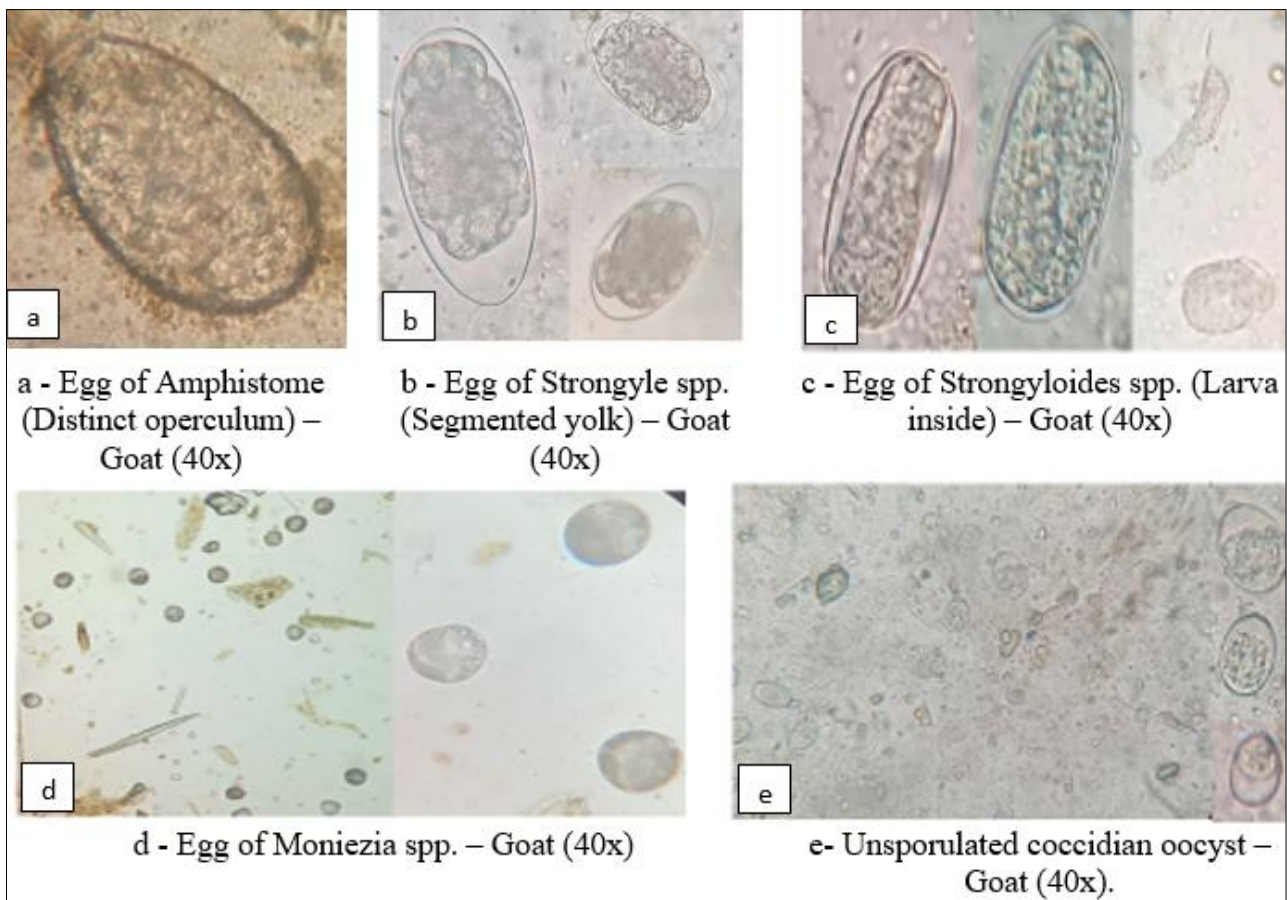 a
b
c
a - Egg of Amphistome
(Distinct operculum) –
Goat (40x)
b - Egg of Strongyle spp.
(Segmented yolk) – Goat
(40x)
c - Egg of Strongyloides spp. (Larva
inside) – Goat (40x)
d
e
d - Egg of Moniezia spp. – Goat (40x)
e- Unsporulated coccidian oocyst –
Goat (40x).